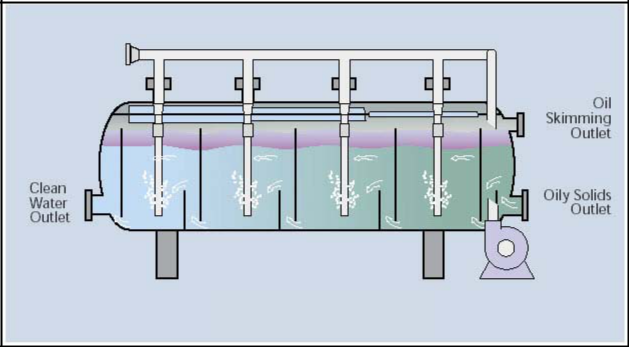 Oil
Skimming
Outlet
Clean
Water
Outlet
Oily Solids
Outlet